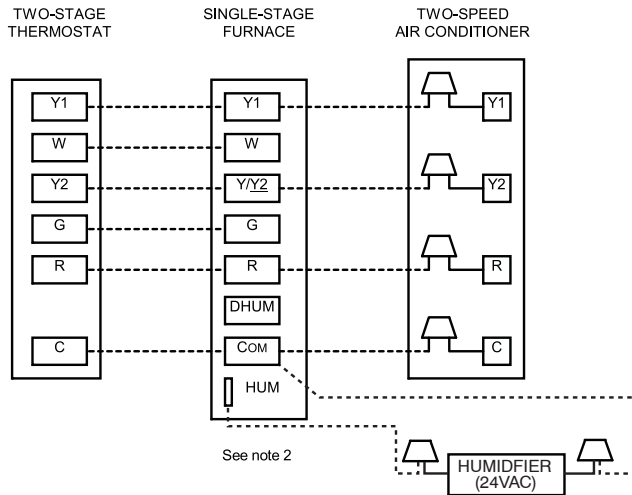 TWO-STAGE
THERMOSTAT
SINGLE-STAGE
FURNACE
TWO-SPEED
AIR CONDITIONER
Y1
Y1
Y1
W
W
Y2
Y/Y2
Y2
G
G
R
R
R
DHUM
C
COM
C
HUM
See note 2
HUMIDFIER
(24VAC)